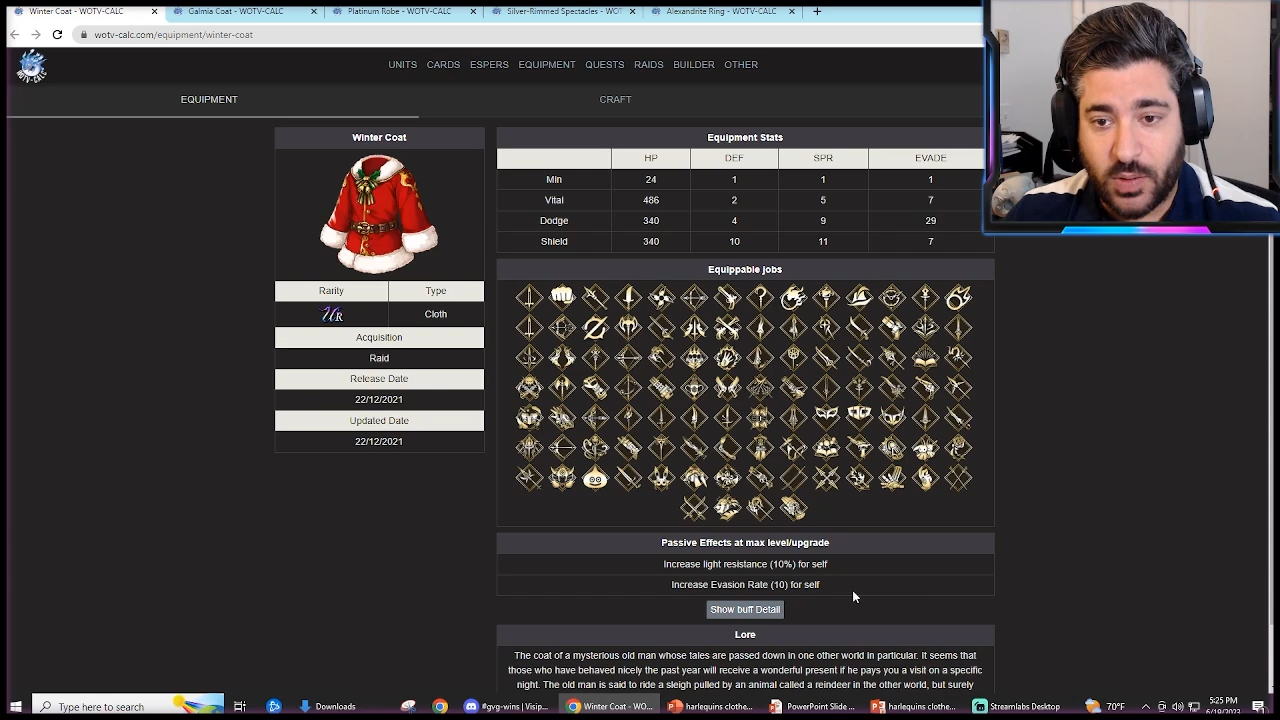 Winter Coat - WOTV-CALC
Galmia Coat - WOTV-CALC
Platinum Robe - WOTV-CALC
Silver-Rimmed Spectacles - WOT
Alexandrite Ring - WOTV-CALC
wotv-calc.com/equipment/winter-coat
WOTV-CALC
UNITS CARDS ESPERS EQUIPMENT QUESTS RAIDS BUILDER OTHER
EQUIPMENT CRAFT
Winter Coat
Rarity Type
UR Cloth
Acquisition
Raid
Release Date
22/12/2021
Updated Date
22/12/2021
Equipment Stats
HP DEF SPR EVADE
Min 24 1 1 1
Vital 486 2 5 7
Dodge 340 4 9 29
Shield 340 10 11 7
Equippable jobs
Passive Effects at max level/upgrade
Increase light resistance (10%) for self
Increase Evasion Rate (10) for self
Show buff Detail
Lore
The coat of a mysterious old man whose tales are passed down in one other world in particular. It seems that
those who have behaved nicely the past year will receive a wonderful present if he pays you a visit on a specific
night. The old man is said to ride a sleigh pulled by an animal called a reindeer in the other world, but surely
Type here to search
Downloads
#gvg-wins | Visip...
Winter Coat - WO...
harlequins clothe...
PowerPoint Slide ...
harlequins clothe...
Streamlabs Desktop
70°F
5:25 PM
6/19/2023